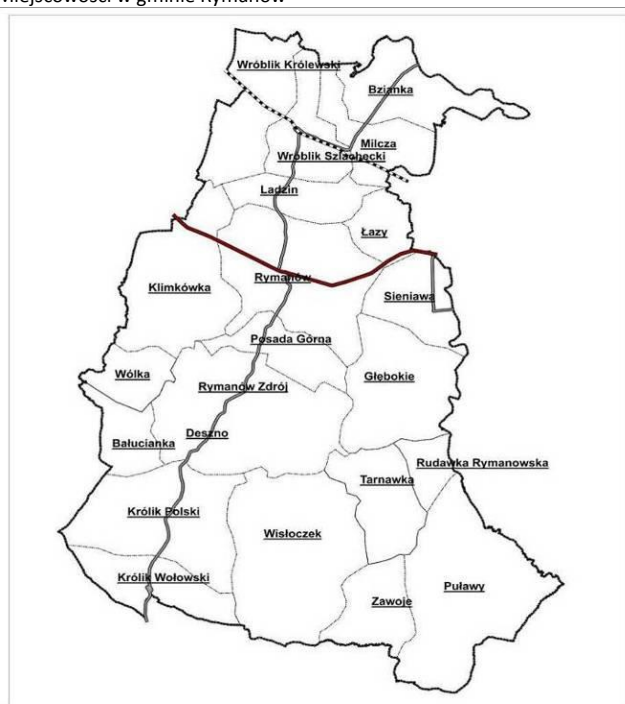 Miejscowości w gminie Rymanów
Wróblik Królewski
Bzianka
Milcza
Wróblik Szlachecki
Ladzin
Łazy
Rymanów
Klimkówka
Sieniawa
Posada Górna
Wólka
Rymanów Zdrój
Głębokie
Deszno
Bałucianka
Rudawka Rymanowska
Tarnawka
Królik Polski
Wisłoczek
Królik Wołowski
Puławy
Zawoje